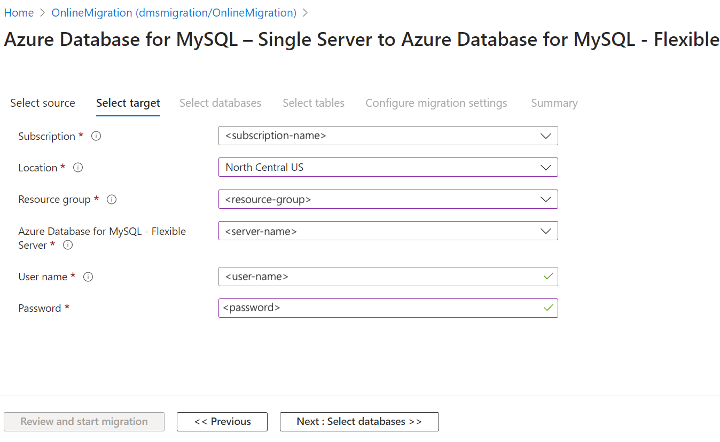 Home > OnlineMigration (dmsmigration/OnlineMigration) >
Azure Database for MySQL – Single Server to Azure Database for MySQL - Flexible
Select source Select target Select databases Select tables Configure migration settings Summary
Subscription * <subscription-name>
Location * North Central US
Resource group * <resource-group>
Azure Database for MySQL - Flexible
Server * <server-name>
User name * <user-name>
Password * <password>
Review and start migration << Previous Next : Select databases >>